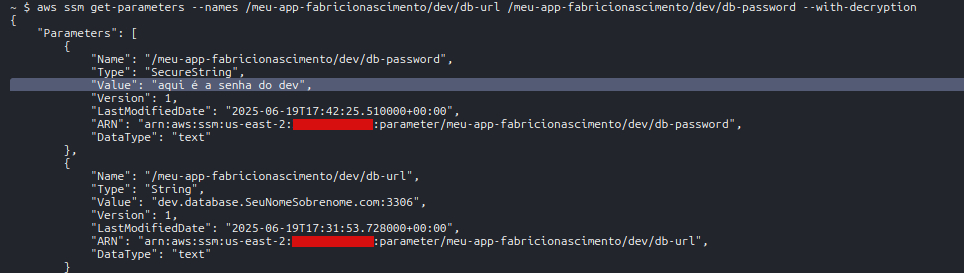 ~ $ aws ssm get-parameters --names /meu-app-fabricionascimento/dev/db-url /meu-app-fabricionascimento/dev/db-password --with-decryption
{
    "Parameters": [
        {
            "Name": "/meu-app-fabricionascimento/dev/db-password",
            "Type": "SecureString",
            "Value": "aqui é a senha do dev",
            "Version": 1,
            "LastModifiedDate": "2025-06-19T17:42:25.510000+00:00",
            "ARN": "arn:aws:ssm:us-east-2::parameter/meu-app-fabricionascimento/dev/db-password",
            "DataType": "text"
        },
        {
            "Name": "/meu-app-fabricionascimento/dev/db-url",
            "Type": "String",
            "Value": "dev.database.SeuNomeSobrenome.com:3306",
            "Version": 1,
            "LastModifiedDate": "2025-06-19T17:31:53.728000+00:00",
            "ARN": "arn:aws:ssm:us-east-2::parameter/meu-app-fabricionascimento/dev/db-url",
            "DataType": "text"
        }